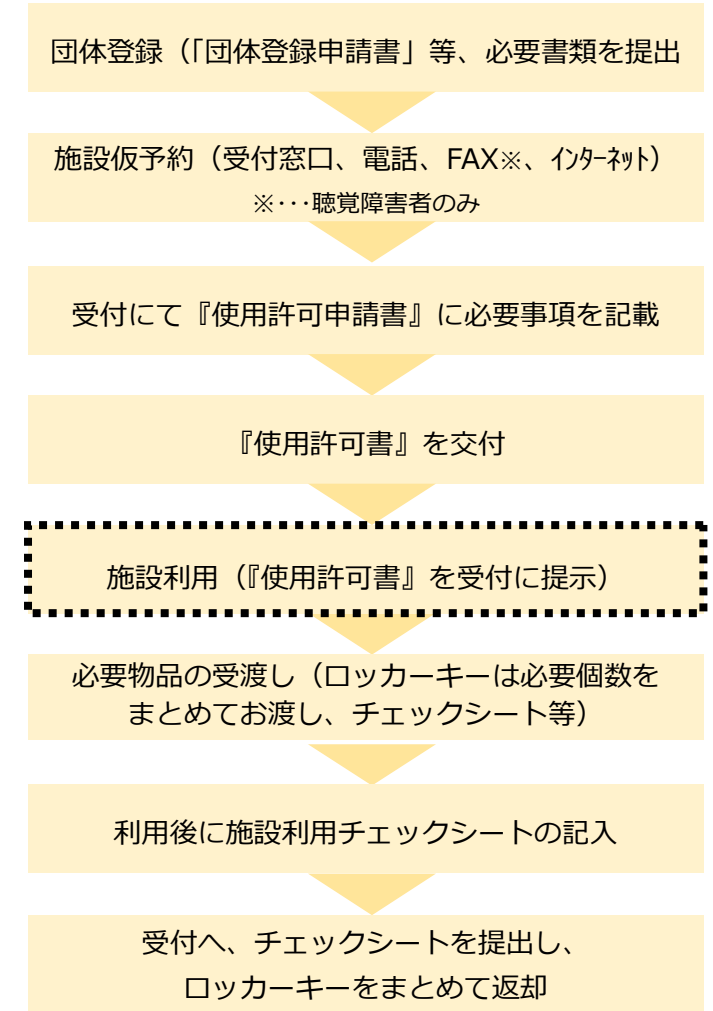 団体登録（「団体登録申請書」等、必要書類を提出
施設仮予約（受付窓口、電話、FAX※、ｲﾝﾀｰﾈｯﾄ）
※･･･聴覚障害者のみ
受付にて『使用許可申請書』に必要事項を記載
『使用許可書』を交付
施設利用（『使用許可書』を受付に提示）
必要物品の受渡し（ロッカーキーは必要個数を
まとめてお渡し、チェックシート等）
利用後に施設利用チェックシートの記入
受付へ、チェックシートを提出し、
ロッカーキーをまとめて返却